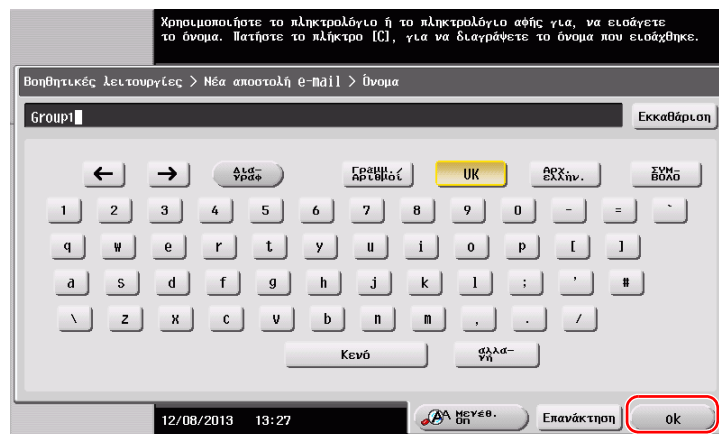 Χρησιμοποιήστε το πληκτρολόγιο ή το πληκτρολόγιο αφής για, να εισάγετε
το όνομα. Πατήστε το πλήκτρο [C], για να διαγράψετε το όνομα που εισάχθηκε.
Βοηθητικές λειτουργίες > Νέα αποστολή e-mail > Όνομα
Group1 Εκκαθάριση
← → Δια-
γραφ Γραμμ./
Αριθμοί UK Αρχ.
ελλην. ΣΥΜ-
ΒΟΛΟ
1 2 3 4 5 6 7 8 9 0 - = `
q w e r t y u i o p [ ]
a s d f g h j k l ; ' #
\ z x c v b n m , . /
Κενό αλλα-
γή
12/08/2013 13:27 Μεγέθ.
on Επανάκτηση ok